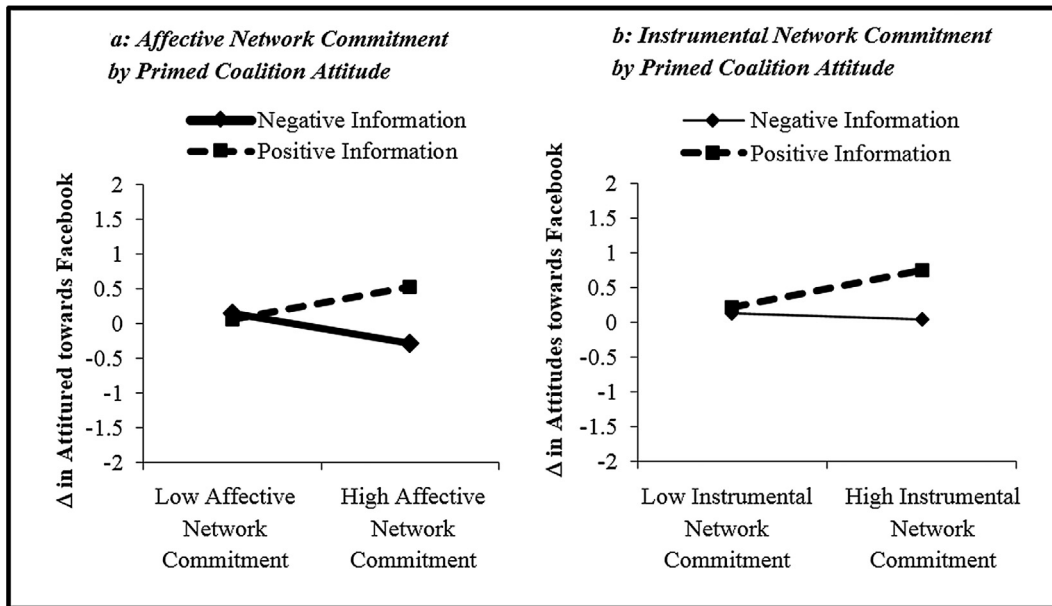 a: Affective Network Commitment
by Primed Coalition Attitude
Negative Information
Positive Information
Δ in Attitured towards Facebook
2
1.5
1
0.5
0
-0.5
-1
-1.5
-2
Low Affective
Network
Commitment
High Affective
Network
Commitment
b: Instrumental Network Commitment
by Primed Coalition Attitude
Negative Information
Positive Information
Δ in Attitudes towards Facebook
2
1.5
1
0.5
0
-0.5
-1
-1.5
-2
Low Instrumental
Network
Commitment
High Instrumental
Network
Commitment